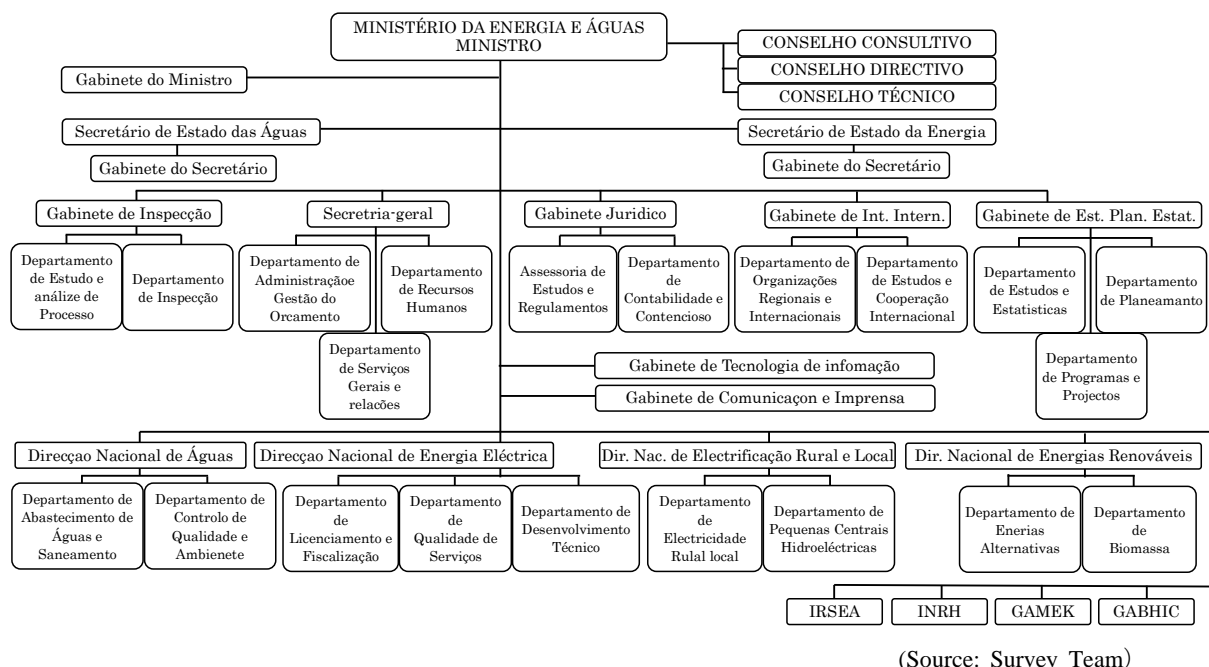 MINISTÉRIO DA ENERGIA E ÁGUAS
MINISTRO
CONSELHO CONSULTIVO
CONSELHO DIRECTIVO
CONSELHO TÉCNICO
Gabinete do Ministro
Secretário de Estado das Águas
Secretário de Estado da Energia
Gabinete do Secretário
Gabinete do Secretário
Gabinete de Inspecção
Secretria-geral
Gabinete Juridico
Gabinete de Int. Intern.
Gabinete de Est. Plan. Estat.
Departamento
de Estudo e
análize de
Processo
Departamento
de Inspecção
Departamento de
Administraçãoe
Gestão do
Orcamento
Departamento
de Recursos
Humanos
Assessoria de
Estudos e
Regulamentos
Departamento
de
Contabilidade e
Contencioso
Departamento de
Organizações
Regionais e
Internacionais
Departamento
de Estudos e
Cooperação
Internacional
Departamento
de Estudos e
Estatisticas
Departamento
de Planeamanto
Departamento
de Serviços
Gerais e
relacões
Departamento
de Programas e
Projectos
Gabinete de Tecnologia de infomação
Gabinete de Comunicaçon e Imprensa
Direcçao Nacional de Águas
Direcçao Nacional de Energia Eléctrica
Dir. Nac. de Electrificação Rural e Local
Dir. Nacional de Energias Renováveis
Departamento de
Abastecimento de
Águas e
Saneamento
Departamento de
Controlo de
Qualidade e
Ambienete
Departamento
de
Licenciamento e
Fiscalização
Departamento
de
Qualidade de
Serviços
Departamento de
Desenvolvimento
Técnico
Departamento
de
Electricidade
Rulal local
Departamento de
Pequenas Centrais
Hidroeléctricas
Departamento de
Enerias
Alternativas
Departamento
de
Biomassa
IRSEA
INRH
GAMEK
GABHIC
(Source: Survey Team)